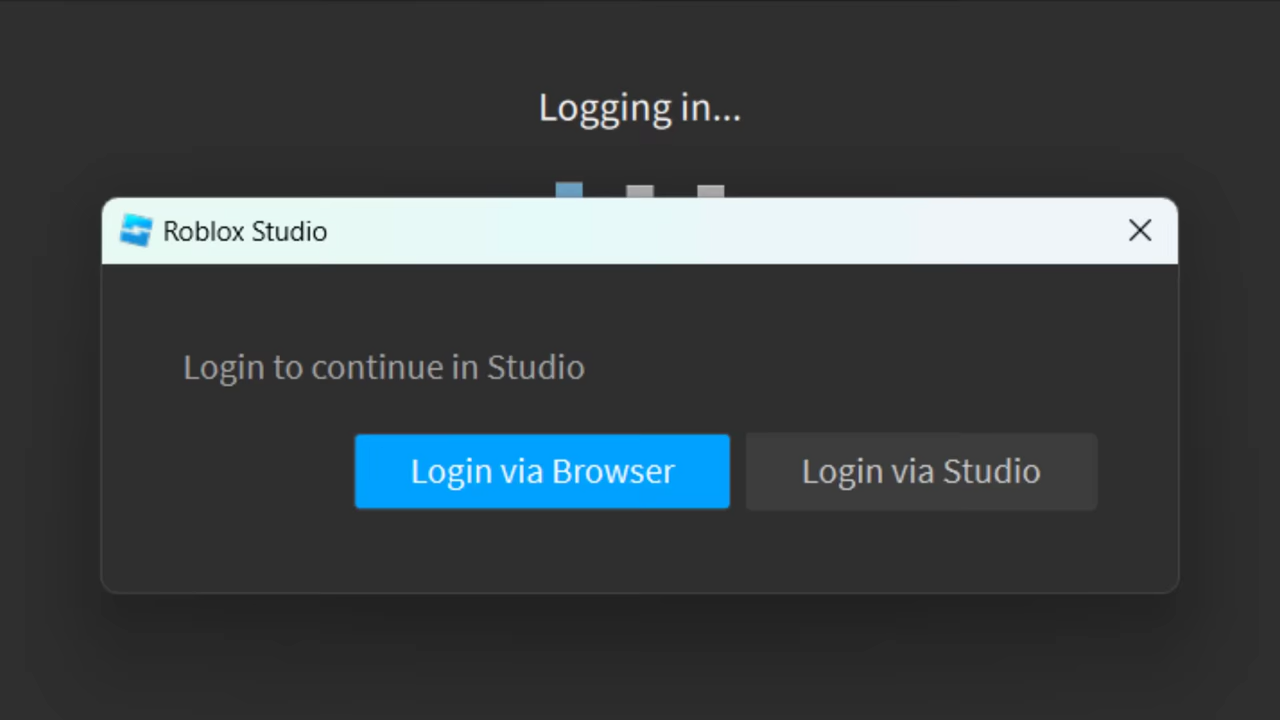 Logging in...
Roblox Studio
Login to continue in Studio
Login via Browser
Login via Studio